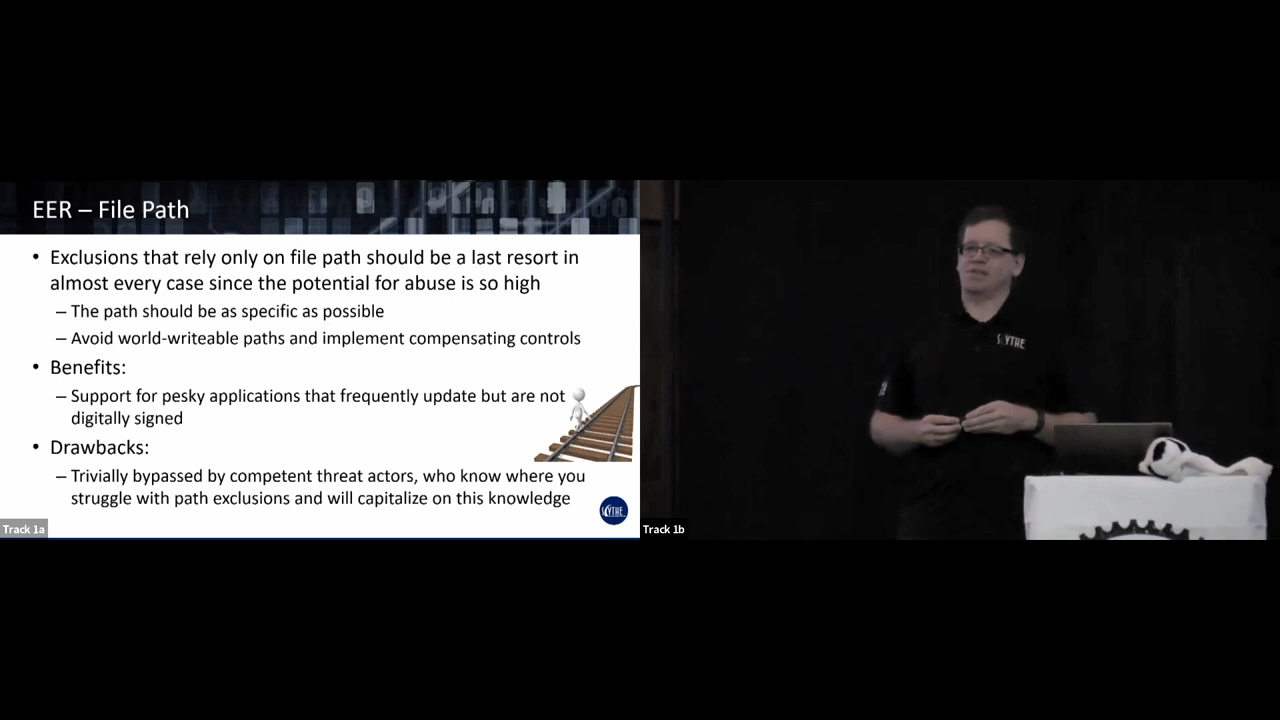 EER – File Path
• Exclusions that rely only on file path should be a last resort in
almost every case since the potential for abuse is so high
– The path should be as specific as possible
– Avoid world-writeable paths and implement compensating controls
• Benefits:
– Support for pesky applications that frequently update but are not
digitally signed
• Drawbacks:
– Trivially bypassed by competent threat actors, who know where you
struggle with path exclusions and will capitalize on this knowledge
SCYTHE
Track 1a
SCYTHE
Track 1b